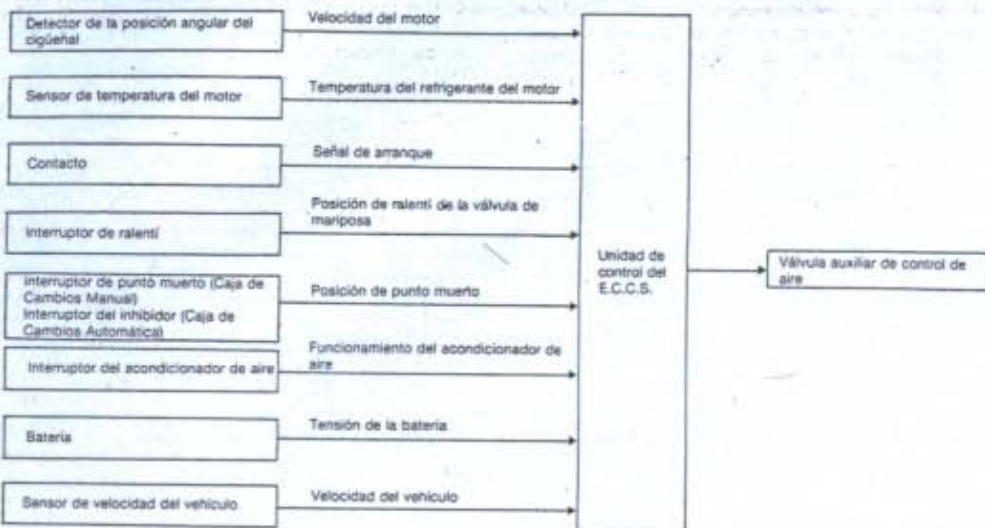 Detector de la posición angular del
cigüeñal
Velocidad del motor
Sensor de temperatura del motor
Temperatura del refrigerante del motor
Contacto
Señal de arranque
Interruptor de ralentí
Posición de ralentí de la válvula de
mariposa
Interruptor de punto muerto (Caja de
Cambios Manual)
Interruptor del inhibidor (Caja de
Cambios Automática)
Posición de punto muerto
Interruptor del acondicionador de aire
Funcionamiento del acondicionador de
aire
Batería
Tensión de la batería
Sensor de velocidad del vehículo
Velocidad del vehículo
Unidad de
control del
E.C.C.S.
Válvula auxiliar de control de
aire